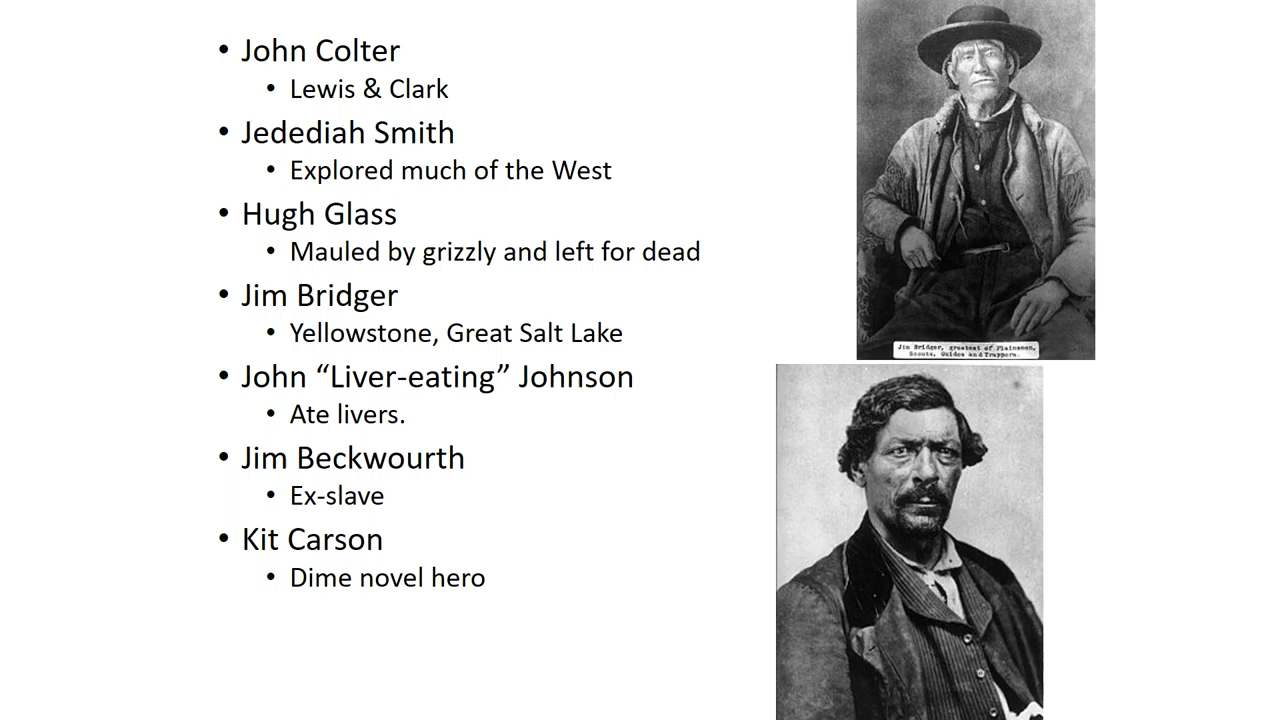 • John Colter
• Lewis & Clark
• Jedediah Smith
• Explored much of the West
• Hugh Glass
• Mauled by grizzly and left for dead
• Jim Bridger
• Yellowstone, Great Salt Lake
• John “Liver-eating” Johnson
• Ate livers.
• Jim Beckwourth
• Ex-slave
• Kit Carson
• Dime novel hero
Jim Bridger, greatest of Plainsmen,
Scouts, Guides and Trappers.